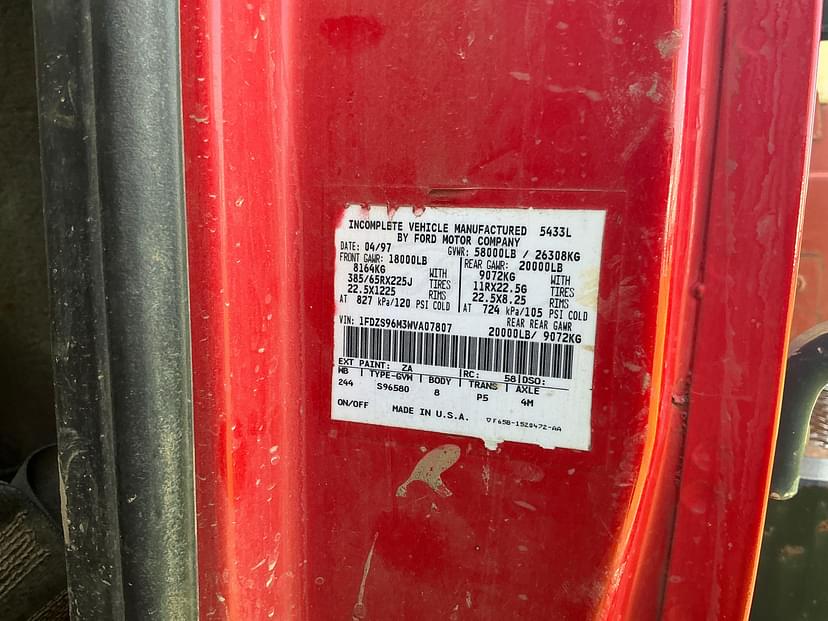 INCOMPLETE VEHICLE MANUFACTURED 5433L
BY FORD MOTOR COMPANY
DATE: 04/97 GVWR: 58000LB / 26308KG
FRONT GAWR: 18000LB REAR GAWR: 20000LB
8164KG WITH 9072KG WITH
385/65RX225J TIRES 11RX22.5G TIRES
22.5X1225 RIMS 22.5X8.25 RIMS
AT 827 kPa/120 PSI COLD AT 724 kPa/105 PSI COLD
VIN: 1FDZS96M3WVA07807 REAR REAR GAWR
20000LB/ 9072KG
EXT PAINT: ZA RC: 58 DSO:
WB TYPE-GVW BODY TRANS AXLE
244 S96580 8 P5 4M
ON/OFF MADE IN U.S.A. F65B-1520472-AA